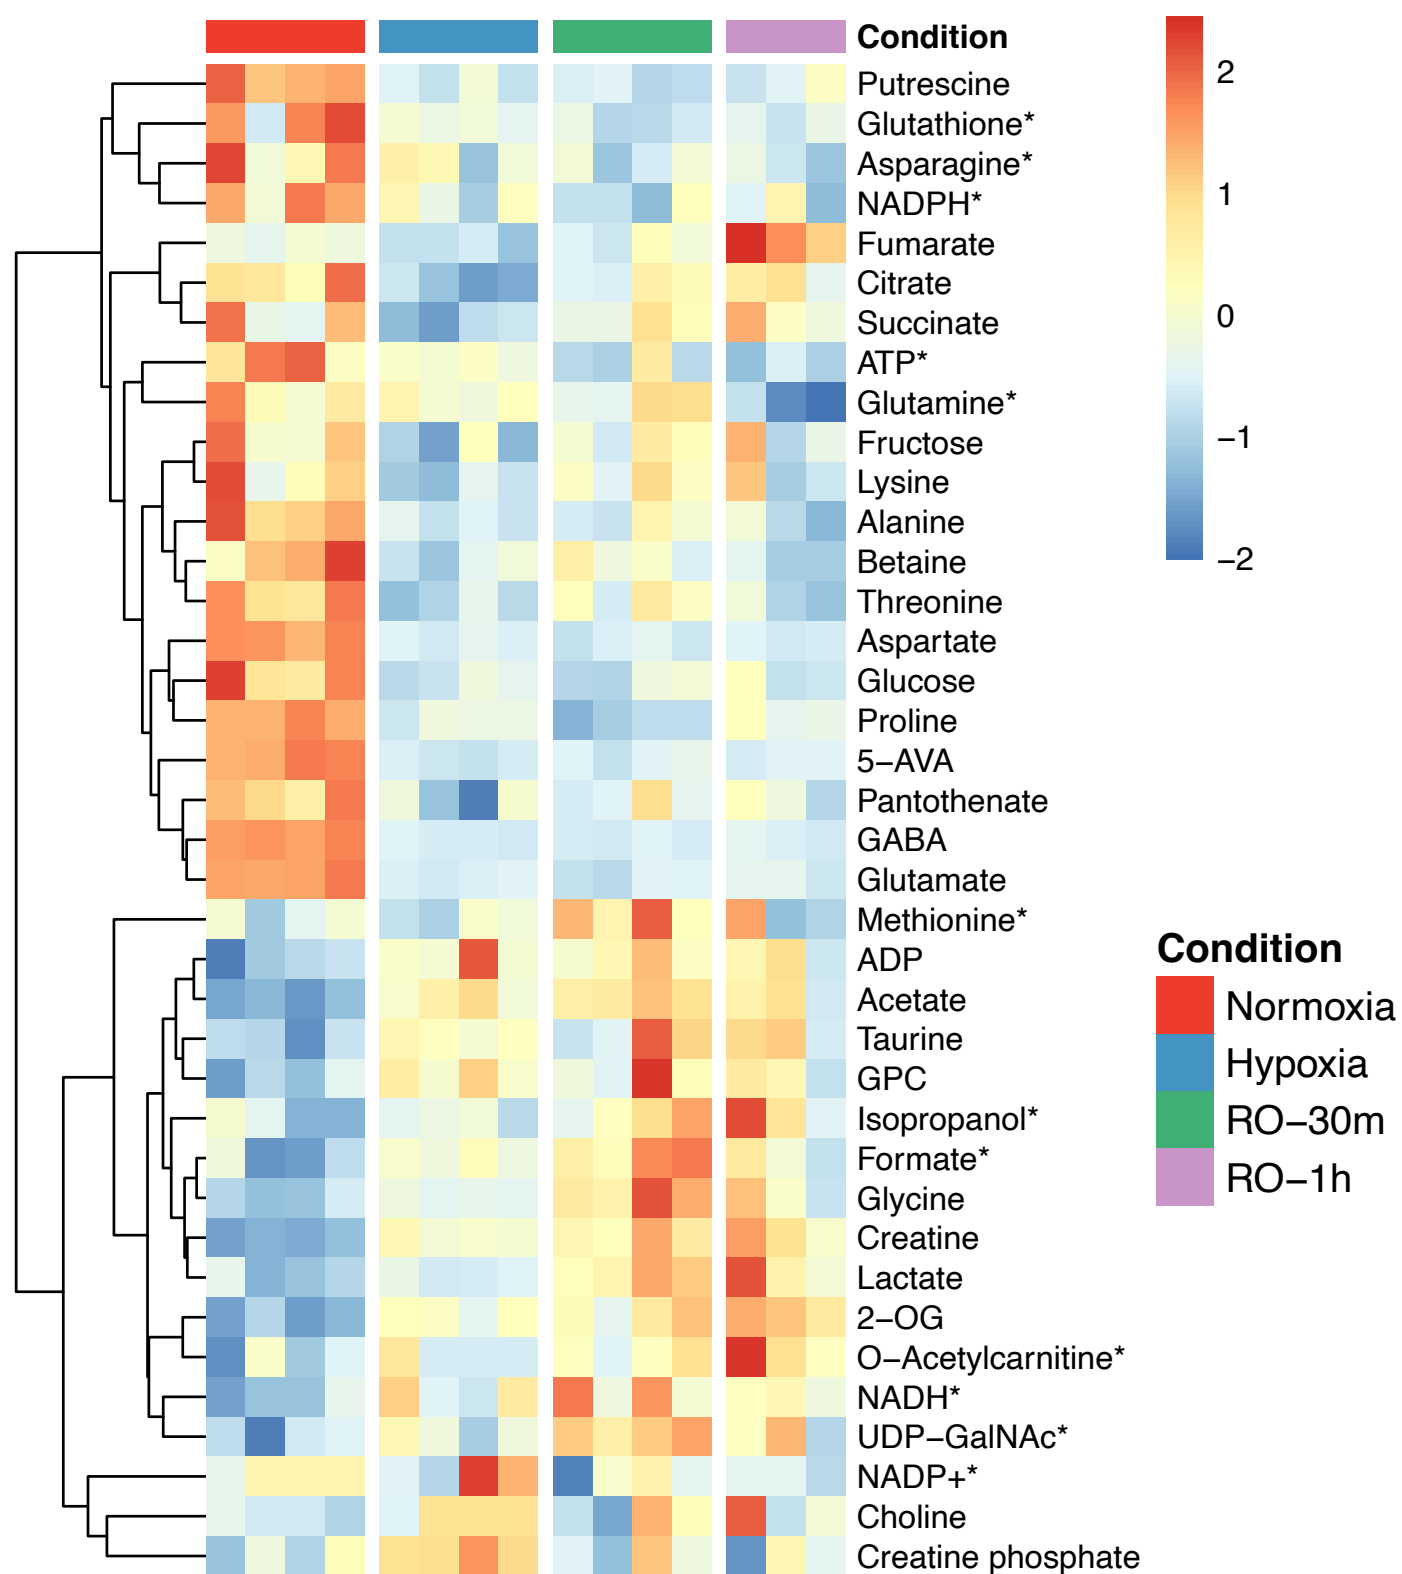 Condition
Putrescine
Glutathione*
Asparagine*
NADPH*
Fumarate
Citrate
Succinate
ATP*
Glutamine*
Fructose
Lysine
Alanine
Betaine
Threonine
Aspartate
Glucose
Proline
5−AVA
Pantothenate
GABA
Glutamate
Methionine*
ADP
Acetate
Taurine
GPC
Isopropanol*
Formate*
Glycine
Creatine
Lactate
2−OG
O−Acetylcarnitine*
NADH*
UDP−GalNAc*
NADP+*
Choline
Creatine phosphate
2
1
0
−1
−2
Condition
Normoxia
Hypoxia
RO−30m
RO−1h